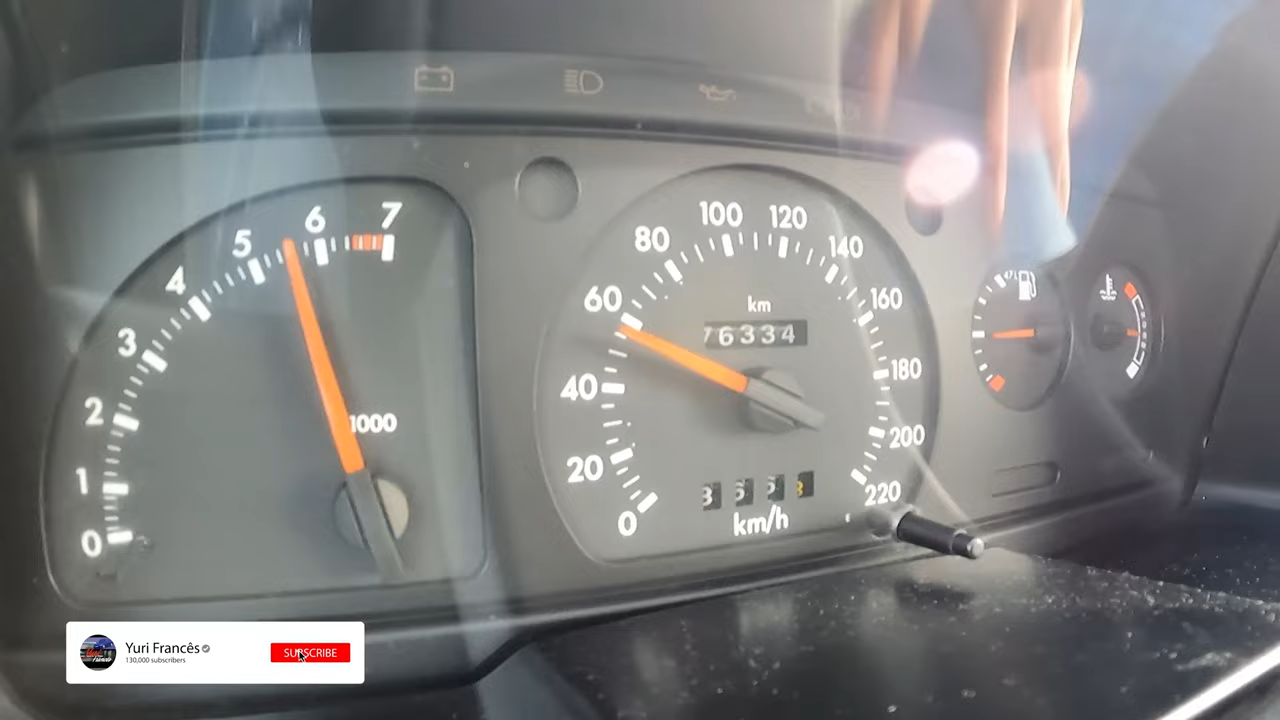 0 1 2 3 4 5 6 7
1000
0 20 40 60 80 100 120 140 160 180 200 220
km
76334
km/h
Yuri Francês
130,000 subscribers
SUBSCRIBE